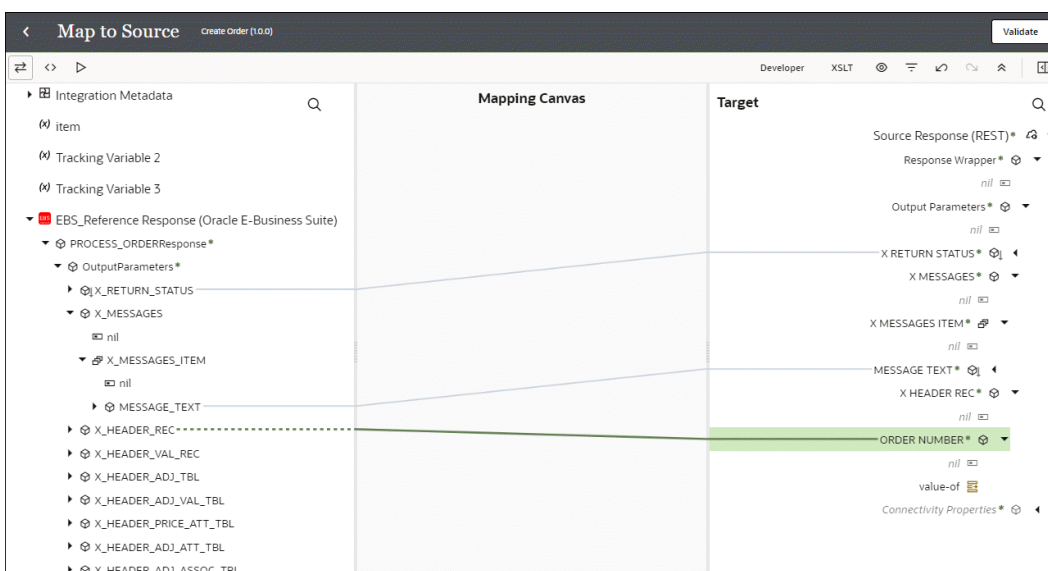 Map to Source
Create Order (1.0.0)
Validate
Developer
XSLT
Integration Metadata
(x) item
(x) Tracking Variable 2
(x) Tracking Variable 3
EBS EBS_Reference Response (Oracle E-Business Suite)
PROCESS_ORDERResponse*
OutputParameters*
X_RETURN_STATUS
X_MESSAGES
nil
X_MESSAGES_ITEM
nil
MESSAGE_TEXT
X_HEADER_REC
X_HEADER_VAL_REC
X_HEADER_ADJ_TBL
X_HEADER_ADJ_VAL_TBL
X_HEADER_PRICE_ATT_TBL
X_HEADER_ADJ_ATT_TBL
X_HEADER_ADJ_ASSOC_TBL
Mapping Canvas
Target
Source Response (REST)*
Response Wrapper*
nil
Output Parameters*
nil
X RETURN STATUS*
X MESSAGES*
nil
X MESSAGES ITEM*
nil
MESSAGE TEXT*
X HEADER REC*
nil
ORDER NUMBER*
nil
value-of
Connectivity Properties*